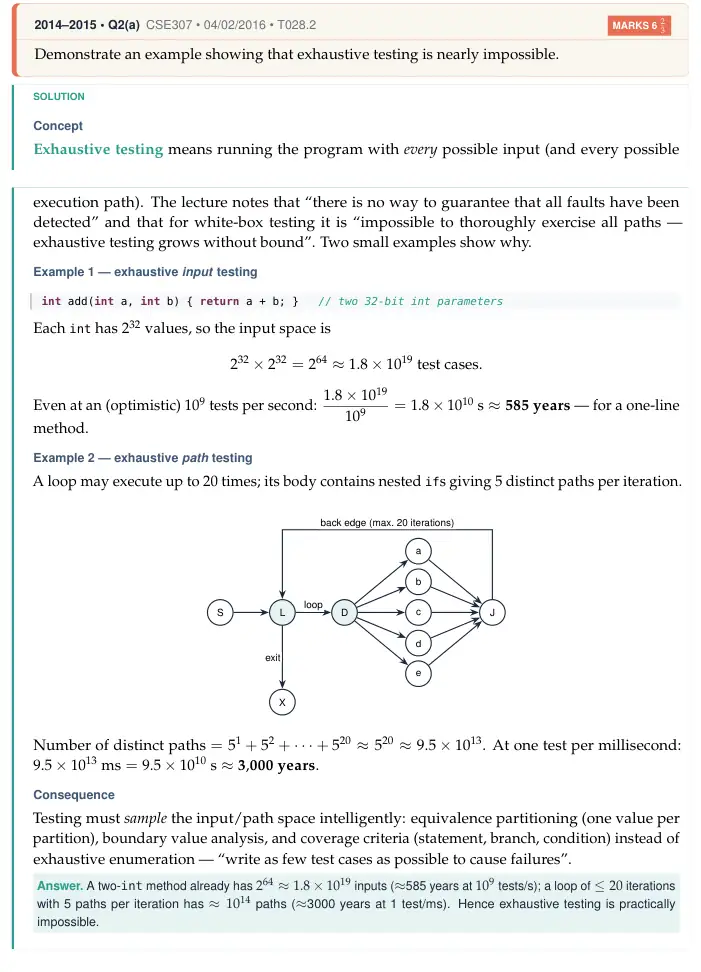 2014–2015 • Q2(a) CSE307 • 04/02/2016 • T028.2 MARKS 6 2/3
Demonstrate an example showing that exhaustive testing is nearly impossible.
SOLUTION
Concept
Exhaustive testing means running the program with every possible input (and every possible
execution path). The lecture notes that “there is no way to guarantee that all faults have been
detected” and that for white-box testing it is “impossible to thoroughly exercise all paths —
exhaustive testing grows without bound”. Two small examples show why.
Example 1 — exhaustive input testing
int add(int a, int b) { return a + b; } // two 32-bit int parameters
Each int has 2^32 values, so the input space is
2^32 × 2^32 = 2^64 ≈ 1.8 × 10^19 test cases.
Even at an (optimistic) 10^9 tests per second: 1.8 × 10^19 / 10^9 = 1.8 × 10^10 s ≈ 585 years — for a one-line
method.
Example 2 — exhaustive path testing
A loop may execute up to 20 times; its body contains nested ifs giving 5 distinct paths per iteration.
back edge (max. 20 iterations)
a
b
S L loop D c J
d
exit
e
X
Number of distinct paths = 5^1 + 5^2 + · · · + 5^20 ≈ 5^20 ≈ 9.5 × 10^13. At one test per millisecond:
9.5 × 10^13 ms = 9.5 × 10^10 s ≈ 3,000 years.
Consequence
Testing must sample the input/path space intelligently: equivalence partitioning (one value per
partition), boundary value analysis, and coverage criteria (statement, branch, condition) instead of
exhaustive enumeration — “write as few test cases as possible to cause failures”.
Answer. A two-int method already has 2^64 ≈ 1.8 × 10^19 inputs (≈585 years at 10^9 tests/s); a loop of ≤ 20 iterations
with 5 paths per iteration has ≈ 10^14 paths (≈3000 years at 1 test/ms). Hence exhaustive testing is practically
impossible.